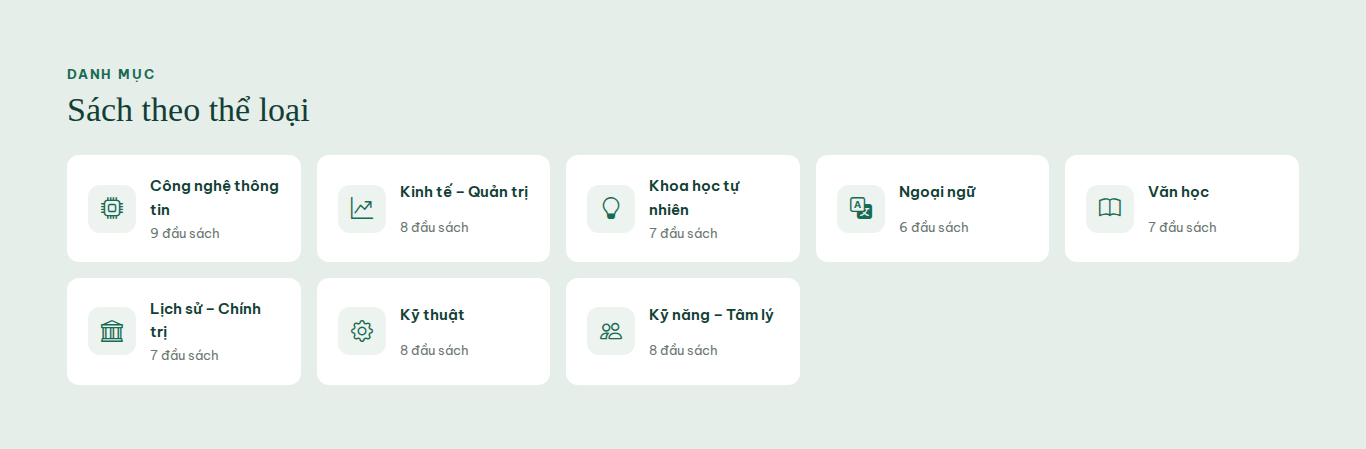 DANH MỤC
Sách theo thể loại
Công nghệ thông
tin
9 đầu sách
Kinh tế – Quản trị
8 đầu sách
Khoa học tự
nhiên
7 đầu sách
Ngoại ngữ
6 đầu sách
Văn học
7 đầu sách
Lịch sử – Chính
trị
7 đầu sách
Kỹ thuật
8 đầu sách
Kỹ năng – Tâm lý
8 đầu sách